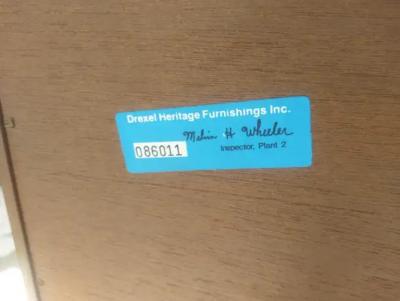 Drexel Heritage Furnishings Inc.
Melvin H Wheeler
086011
Inspector, Plant 2